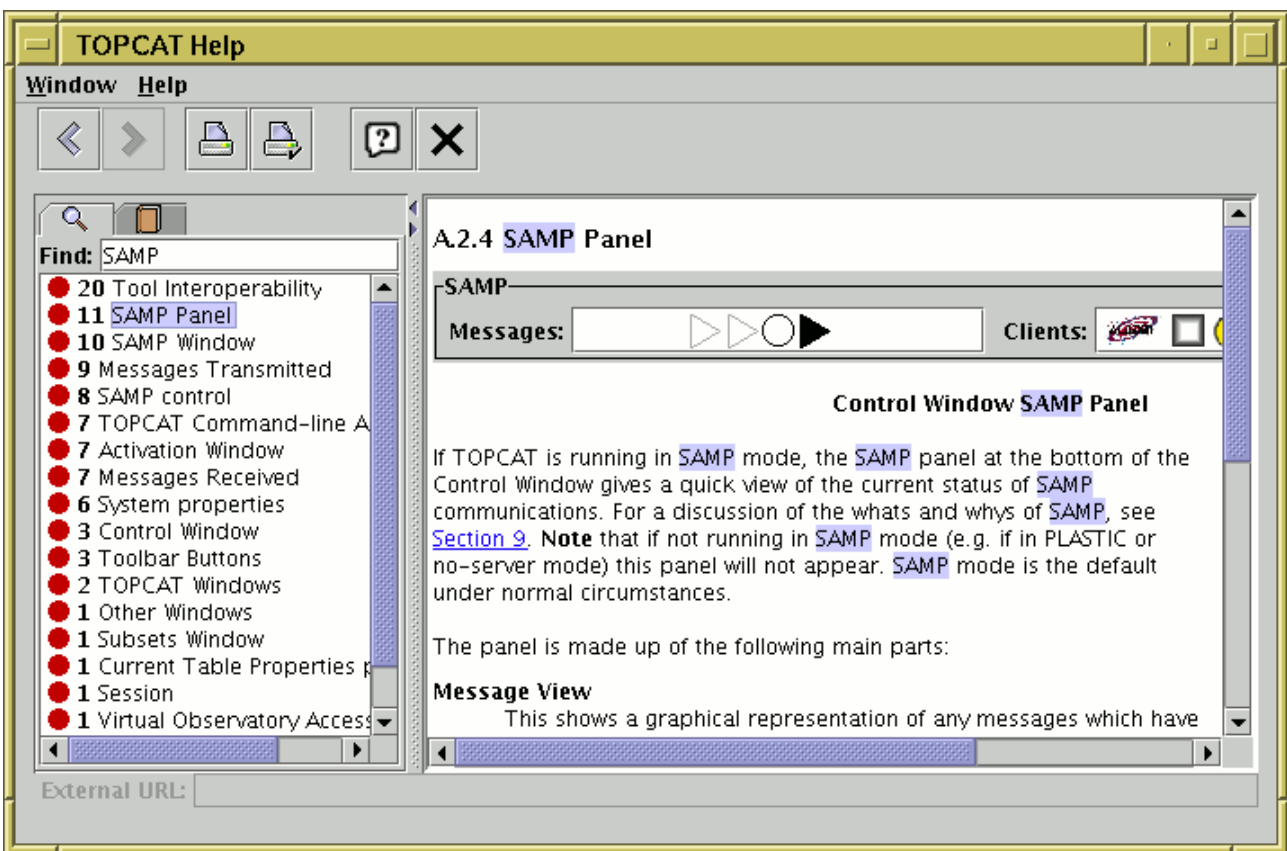 TOPCAT Help
Window Help
Find: SAMP
20 Tool Interoperability
11 SAMP Panel
10 SAMP Window
9 Messages Transmitted
8 SAMP control
7 TOPCAT Command-line A
7 Activation Window
7 Messages Received
6 System properties
3 Control Window
3 Toolbar Buttons
2 TOPCAT Windows
1 Other Windows
1 Subsets Window
1 Current Table Properties p
1 Session
1 Virtual Observatory Access
A.2.4 SAMP Panel
SAMP
Messages: Clients:
Control Window SAMP Panel
If TOPCAT is running in SAMP mode, the SAMP panel at the bottom of the
Control Window gives a quick view of the current status of SAMP
communications. For a discussion of the whats and whys of SAMP, see
Section 9. Note that if not running in SAMP mode (e.g. if in PLASTIC or
no-server mode) this panel will not appear. SAMP mode is the default
under normal circumstances.
The panel is made up of the following main parts:
Message View
This shows a graphical representation of any messages which have
External URL: